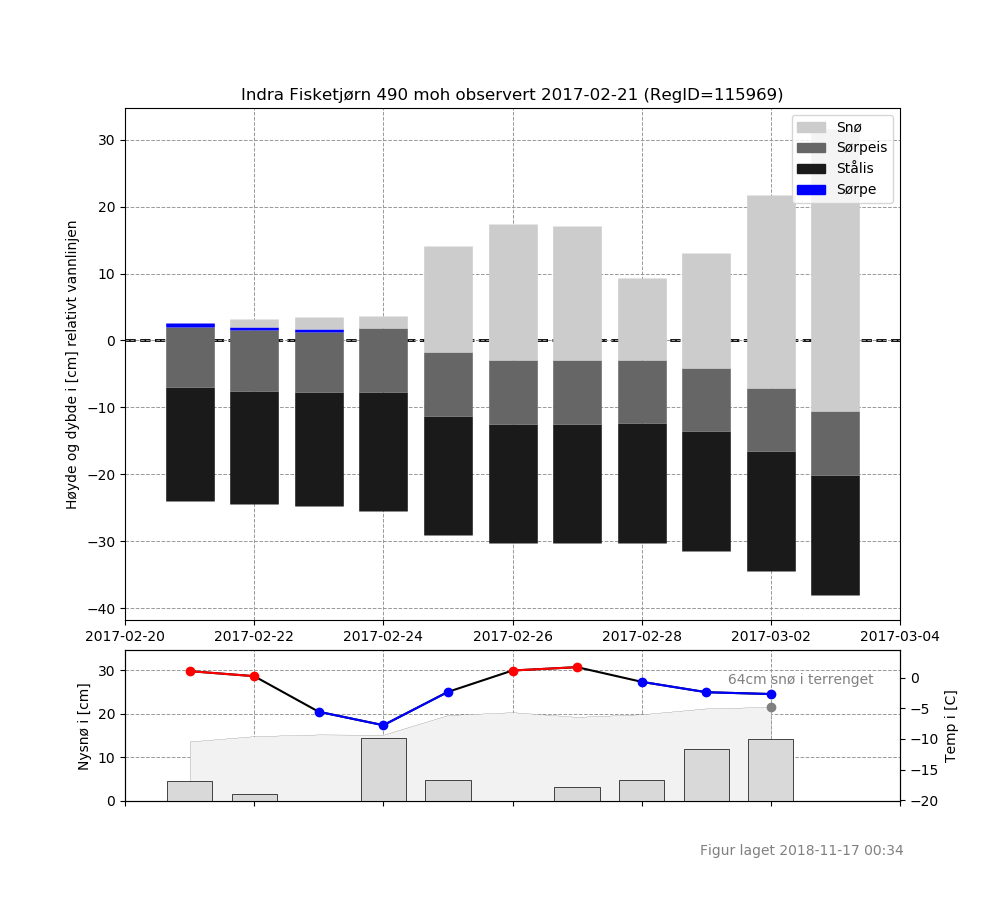 Indra Fisketjørn 490 moh observert 2017-02-21 (RegID=115969)
Høyde og dybde i [cm] relativt vannlinjen
30
20
10
0
−10
−20
−30
−40
Snø
Sørpeis
Stålis
Sørpe
2017-02-20 2017-02-22 2017-02-24 2017-02-26 2017-02-28 2017-03-02 2017-03-04
Nysnø i [cm]
30
20
10
0
64cm snø i terrenget
0
−5
−10
−15
−20
Temp i [C]
Figur laget 2018-11-17 00:34